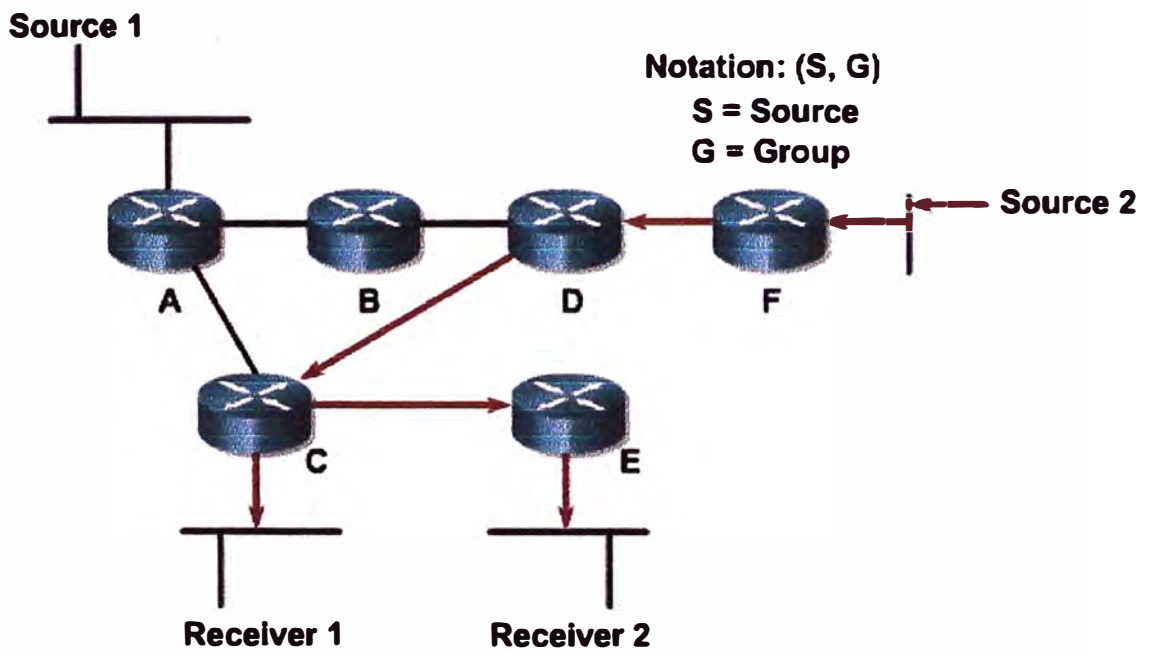 Source 1
Notation: (S, G)
S = Source
G = Group
Source 2
A
B
D
F
C
E
Receiver 1
Receiver 2